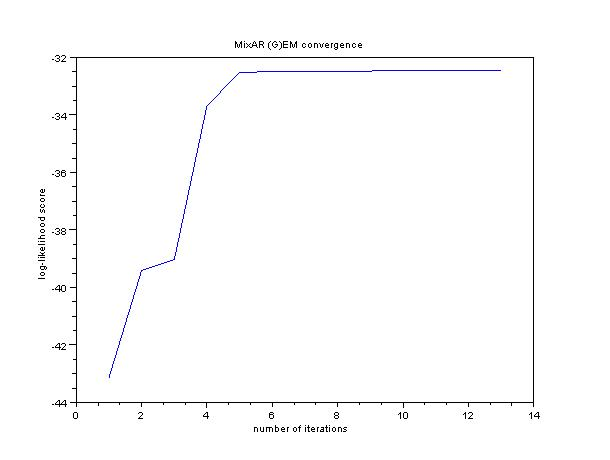 MixAR (G)EM convergence
-32
-34
-36
-38
-40
-42
-44
log-likelihood score
0 2 4 6 8 10 12 14
number of iterations